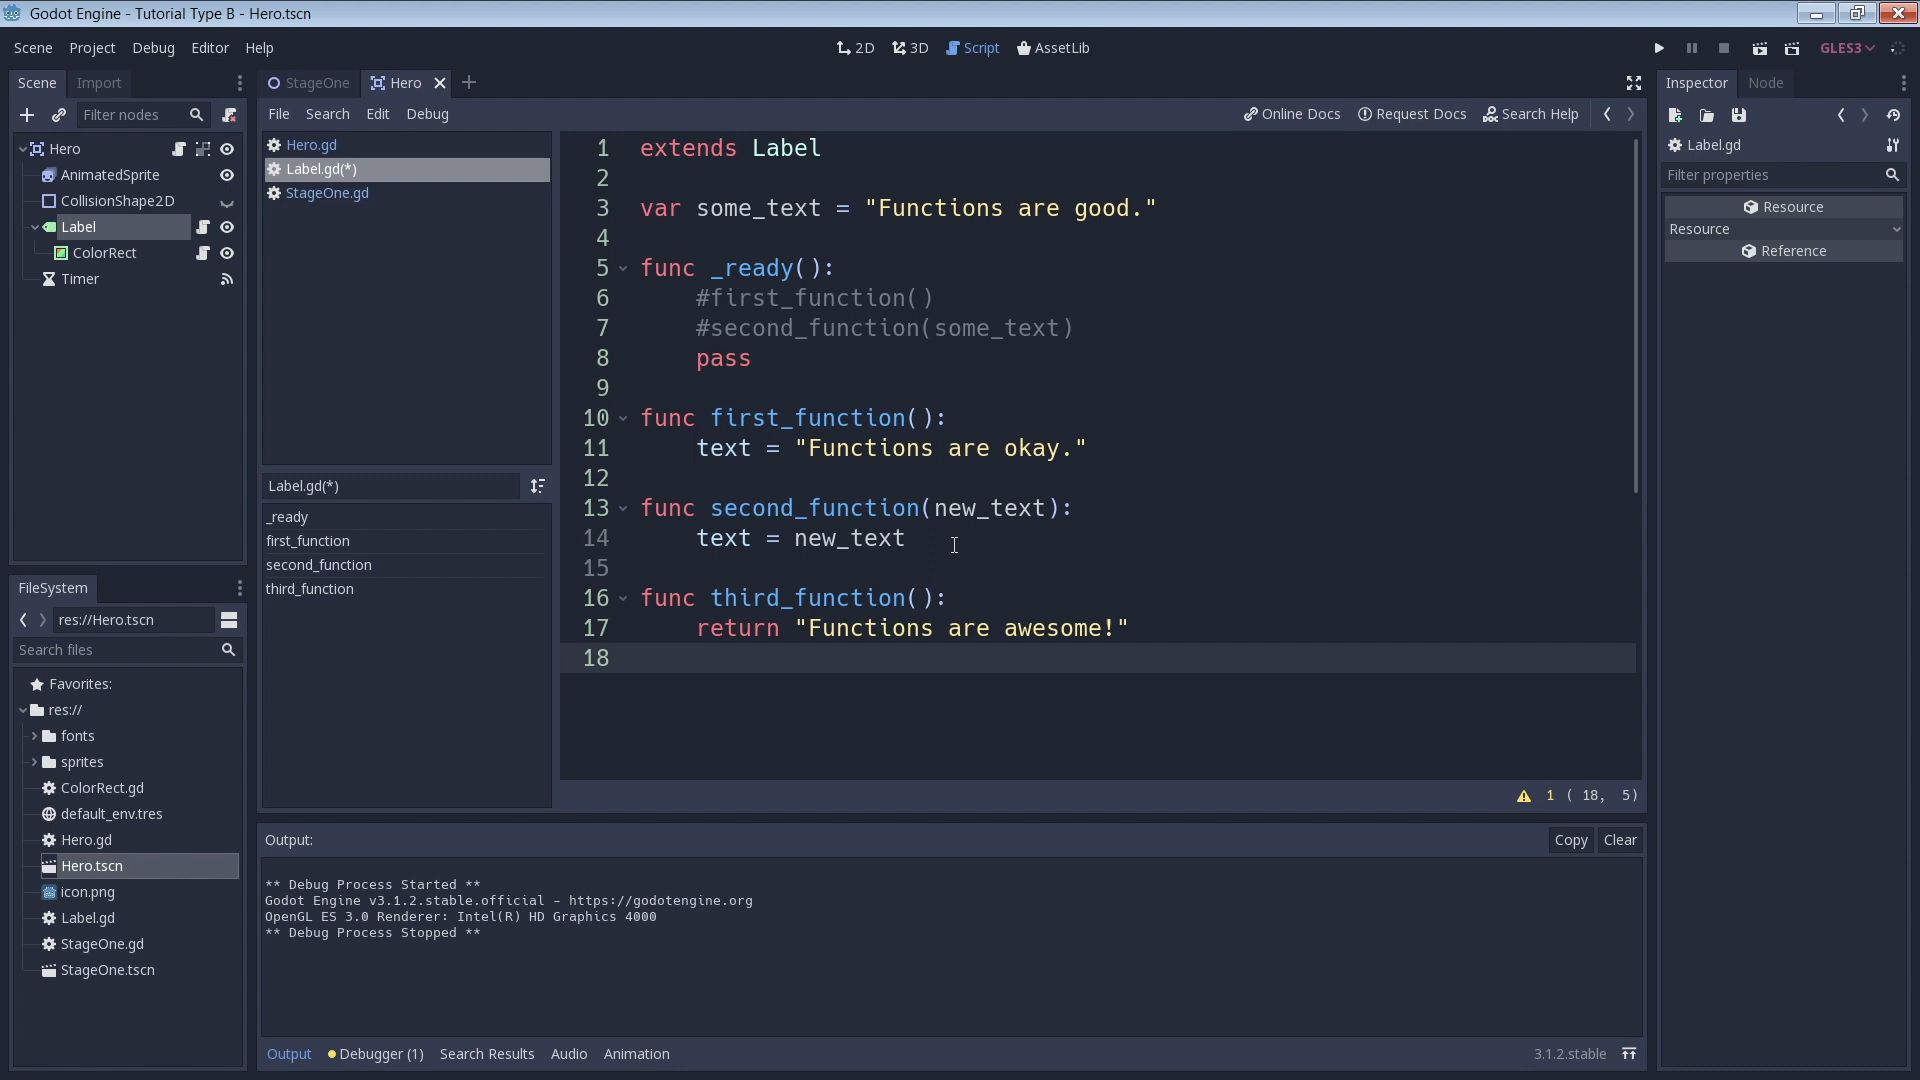 Godot Engine - Tutorial Type B - Hero.tscn
Scene Project Debug Editor Help
2D 3D Script AssetLib
GLES3
Scene Import
StageOne Hero
Inspector Node
Filter nodes
File Search Edit Debug
Online Docs Request Docs Search Help
Hero
AnimatedSprite
CollisionShape2D
Label
ColorRect
Timer
Hero.gd
Label.gd(*)
StageOne.gd
Label.gd(*)
_ready
first_function
second_function
third_function
1 extends Label
2
3 var some_text = "Functions are good."
4
5 func _ready():
6 #first_function()
7 #second_function(some_text)
8 pass
9
10 func first_function():
11 text = "Functions are okay."
12
13 func second_function(new_text):
14 text = new_text
15
16 func third_function():
17 return "Functions are awesome!"
18
1 ( 18, 5)
Label.gd
Filter properties
Resource
Resource
Reference
FileSystem
res://Hero.tscn
Search files
Favorites:
res://
fonts
sprites
ColorRect.gd
default_env.tres
Hero.gd
Hero.tscn
icon.png
Label.gd
StageOne.gd
StageOne.tscn
Output:
Copy Clear
** Debug Process Started **
Godot Engine v3.1.2.stable.official - https://godotengine.org
OpenGL ES 3.0 Renderer: Intel(R) HD Graphics 4000
** Debug Process Stopped **
Output Debugger (1) Search Results Audio Animation
3.1.2.stable